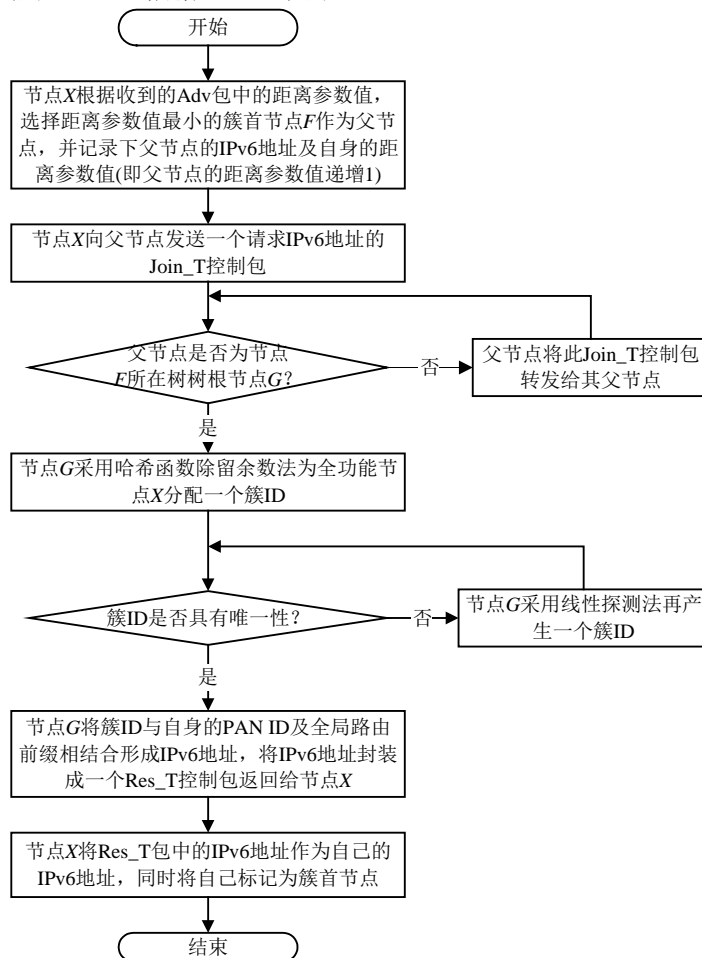 开始
节点X根据收到的Adv包中的距离参数值，
选择距离参数值最小的簇首节点F作为父节
点，并记录下父节点的IPv6地址及自身的距
离参数值(即父节点的距离参数值递增1)
节点X向父节点发送一个请求IPv6地址的
Join_T控制包
父节点是否为节点
F所在树树根节点G？
否
父节点将此Join_T控制包
转发给其父节点
是
节点G采用哈希函数除留余数法为全功能节
点X分配一个簇ID
簇ID是否具有唯一性？
否
节点G采用线性探测法再产
生一个簇ID
是
节点G将簇ID与自身的PAN ID及全局路由
前缀相结合形成IPv6地址，将IPv6地址封装
成一个Res_T控制包返回给节点X
节点X将Res_T包中的IPv6地址作为自己的
IPv6地址，同时将自己标记为簇首节点
结束